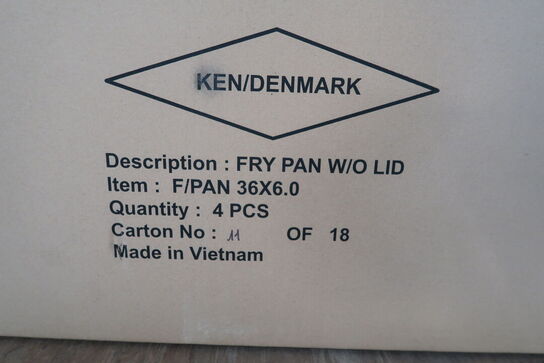 KEN/DENMARK
Description : FRY PAN W/O LID
Item : F/PAN 36X6.0
Quantity : 4 PCS
Carton No : 11 OF 18
Made in Vietnam